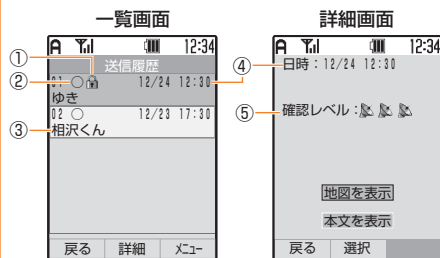 一覧画面
12:34
送信履歴
① 
② 01 ○ 12/24 12:30
ゆき
02 ○ 12/23 17:30
③ 相沢くん
戻る 詳細 メニュー
詳細画面
12:34
④ 日時:12/24 12:30
⑤ 確認レベル:
地図を表示
本文を表示
戻る 選択